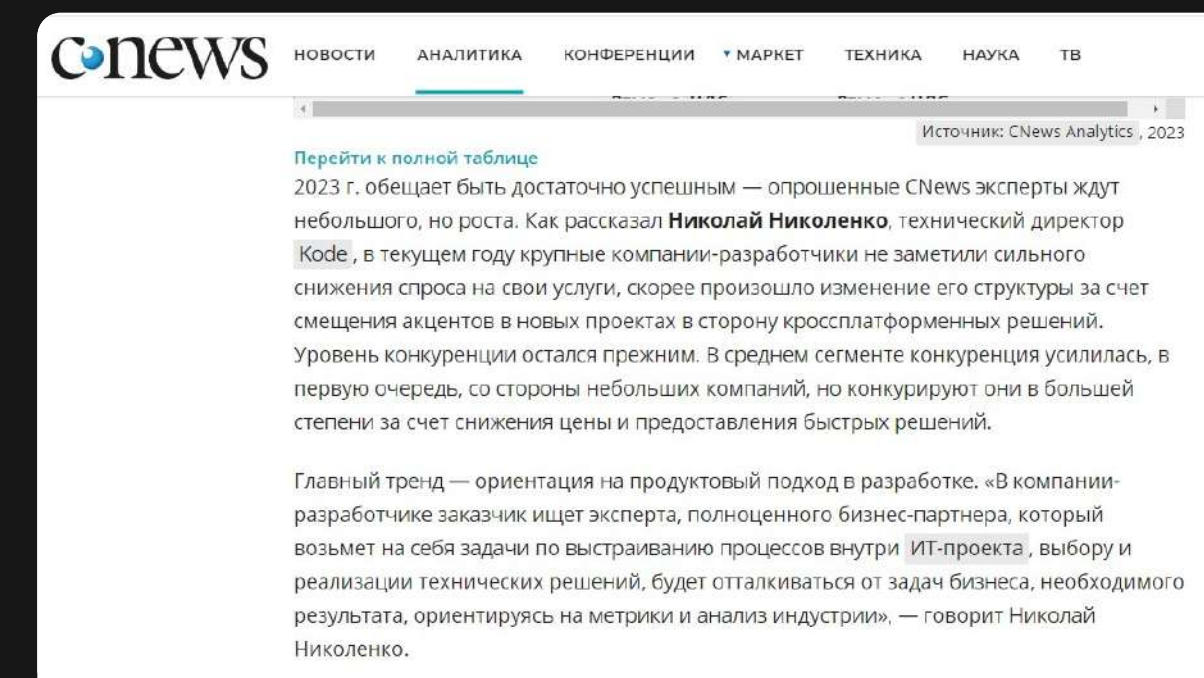 cnews
НОВОСТИ АНАЛИТИКА КОНФЕРЕНЦИИ МАРКЕТ ТЕХНИКА НАУКА ТВ
Источник: CNews Analytics, 2023
Перейти к полной таблице
2023 г. обещает быть достаточно успешным — опрошенные CNews эксперты ждут
небольшого, но роста. Как рассказал Николай Николенко, технический директор
Kode, в текущем году крупные компании-разработчики не заметили сильного
снижения спроса на свои услуги, скорее произошло изменение его структуры за счет
смещения акцентов в новых проектах в сторону кроссплатформенных решений.
Уровень конкуренции остался прежним. В среднем сегменте конкуренция усилилась, в
первую очередь, со стороны небольших компаний, но конкурируют они в большей
степени за счет снижения цены и предоставления быстрых решений.
Главный тренд — ориентация на продуктовый подход в разработке. «В компании-
разработчике заказчик ищет эксперта, полноценного бизнес-партнера, который
возьмет на себя задачи по выстраиванию процессов внутри ИТ-проекта, выбору и
реализации технических решений, будет отталкиваться от задач бизнеса, необходимого
результата, ориентируясь на метрики и анализ индустрии», — говорит Николай
Николенко.